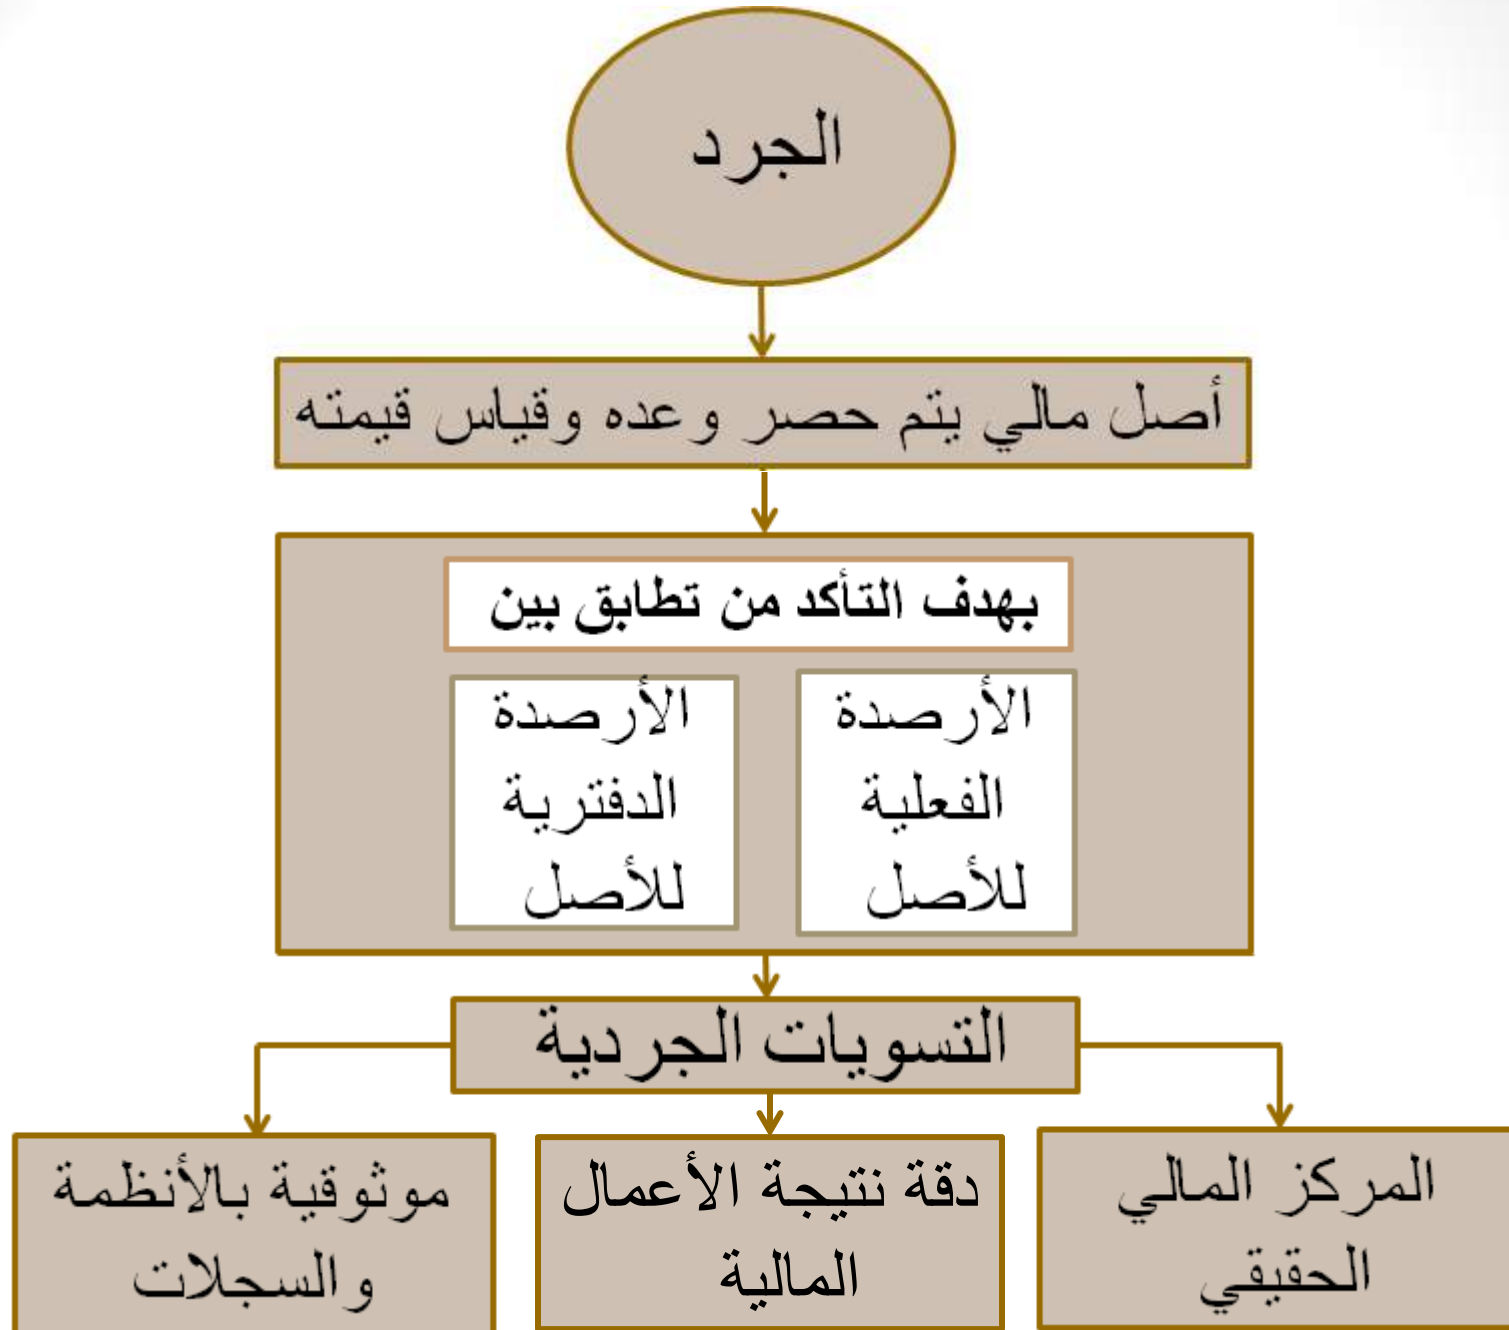 الجرد
أصل مالي يتم حصر وعده وقياس قيمته
بهدف التأكد من تطابق بين
الأرصدة
الفعلية
للأصل
الأرصدة
الدفترية
للأصل
التسويات الجردية
المركز المالي
الحقيقي
دقة نتيجة الأعمال
المالية
موثوقية بالأنظمة
والسجلات